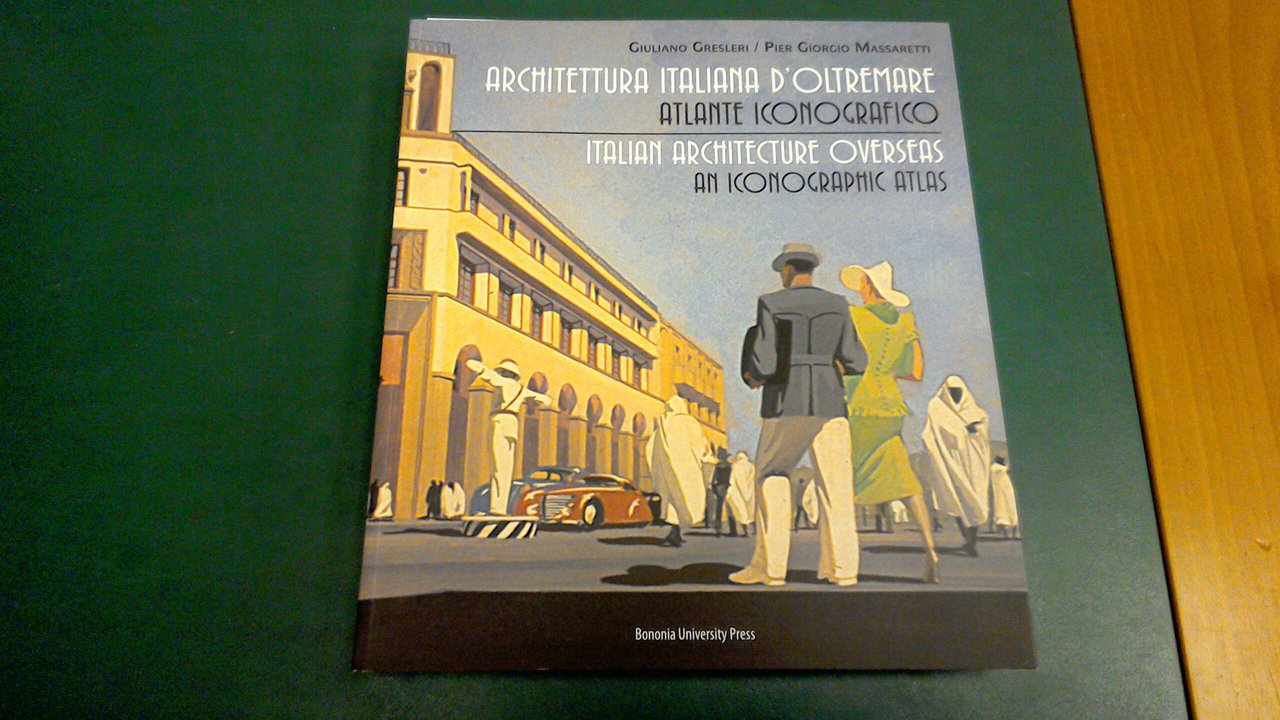 Giuliano Gresleri / Pier Giorgio Massaretti
ARCHITETTURA ITALIANA D'OLTREMARE
ATLANTE ICONOGRAFICO
ITALIAN ARCHITECTURE OVERSEAS
AN ICONOGRAPHIC ATLAS
Bononia University Press